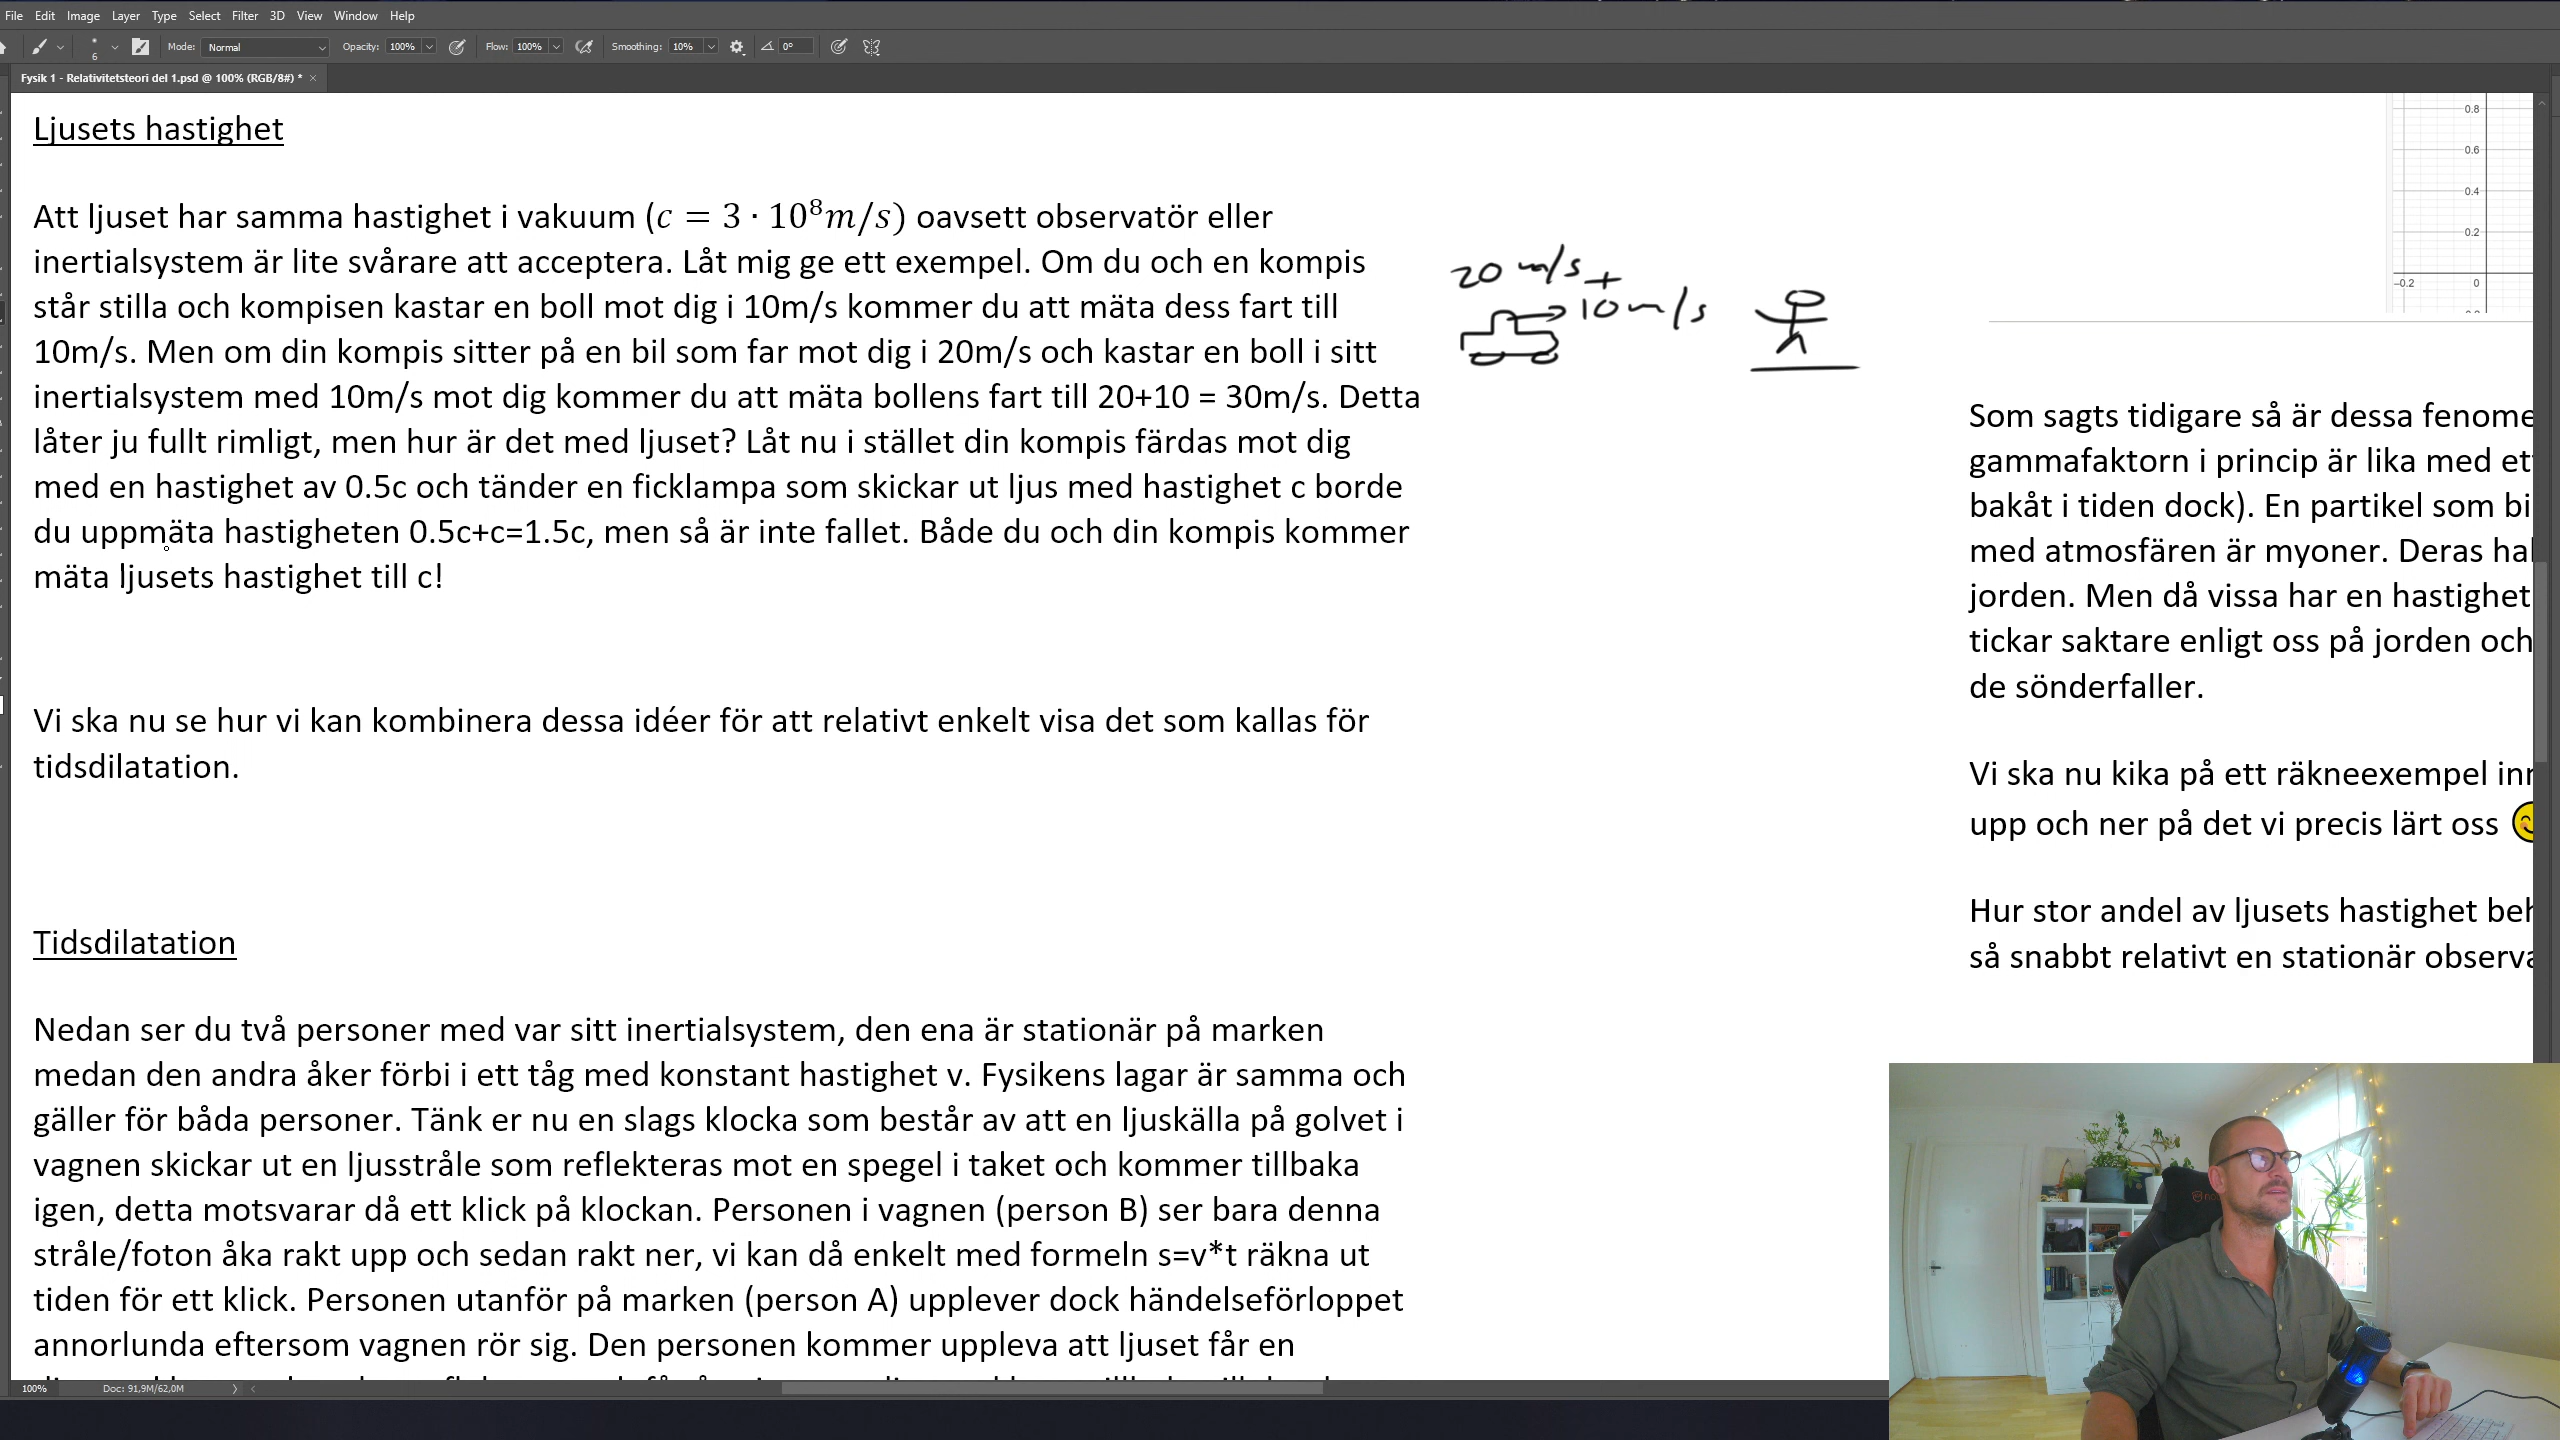 File Edit Image Layer Type Select Filter 3D View Window Help
6 Mode: Normal Opacity: 100% Flow: 100% Smoothing: 10% 0°
Fysik 1 - Relativitetsteori del 1.psd @ 100% (RGB/8#) * ×
Ljusets hastighet
Att ljuset har samma hastighet i vakuum (c = 3 · 10⁸m/s) oavsett observatör eller
inertialsystem är lite svårare att acceptera. Låt mig ge ett exempel. Om du och en kompis
står stilla och kompisen kastar en boll mot dig i 10m/s kommer du att mäta dess fart till
10m/s. Men om din kompis sitter på en bil som far mot dig i 20m/s och kastar en boll i sitt
inertialsystem med 10m/s mot dig kommer du att mäta bollens fart till 20+10 = 30m/s. Detta
låter ju fullt rimligt, men hur är det med ljuset? Låt nu i stället din kompis färdas mot dig
med en hastighet av 0.5c och tänder en ficklampa som skickar ut ljus med hastighet c borde
du uppmäta hastigheten 0.5c+c=1.5c, men så är inte fallet. Både du och din kompis kommer
mäta ljusets hastighet till c!
Vi ska nu se hur vi kan kombinera dessa idéer för att relativt enkelt visa det som kallas för
tidsdilatation.
Tidsdilatation
Nedan ser du två personer med var sitt inertialsystem, den ena är stationär på marken
medan den andra åker förbi i ett tåg med konstant hastighet v. Fysikens lagar är samma och
gäller för båda personer. Tänk er nu en slags klocka som består av att en ljuskälla på golvet i
vagnen skickar ut en ljusstråle som reflekteras mot en spegel i taket och kommer tillbaka
igen, detta motsvarar då ett klick på klockan. Personen i vagnen (person B) ser bara denna
stråle/foton åka rakt upp och sedan rakt ner, vi kan då enkelt med formeln s=v*t räkna ut
tiden för ett klick. Personen utanför på marken (person A) upplever dock händelseförloppet
annorlunda eftersom vagnen rör sig. Den personen kommer uppleva att ljuset får en
20 m/s +
10 m/s
0.8
0.6
0.4
0.2
−0.2 0
Som sagts tidigare så är dessa fenome
gammafaktorn i princip är lika med et
bakåt i tiden dock). En partikel som bi
med atmosfären är myoner. Deras hal
jorden. Men då vissa har en hastighet
tickar saktare enligt oss på jorden och
de sönderfaller.
Vi ska nu kika på ett räkneexempel inn
upp och ner på det vi precis lärt oss
Hur stor andel av ljusets hastighet beh
så snabbt relativt en stationär observa
100% Doc: 91,9M/62,0M